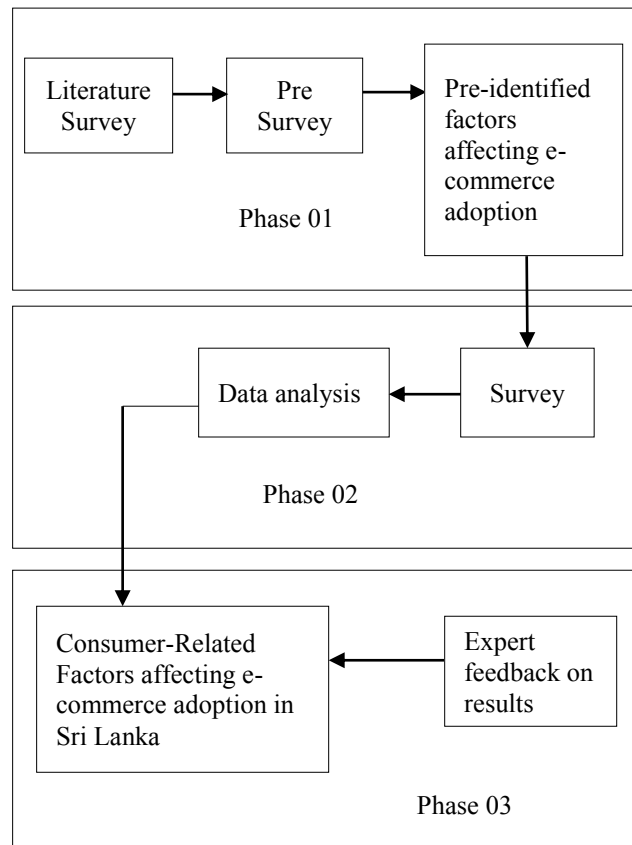 Literature
Survey
Pre
Survey
Pre-identified
factors
affecting e-
commerce
adoption
Phase 01
Data analysis
Survey
Phase 02
Consumer-Related
Factors affecting e-
commerce adoption in
Sri Lanka
Expert
feedback on
results
Phase 03